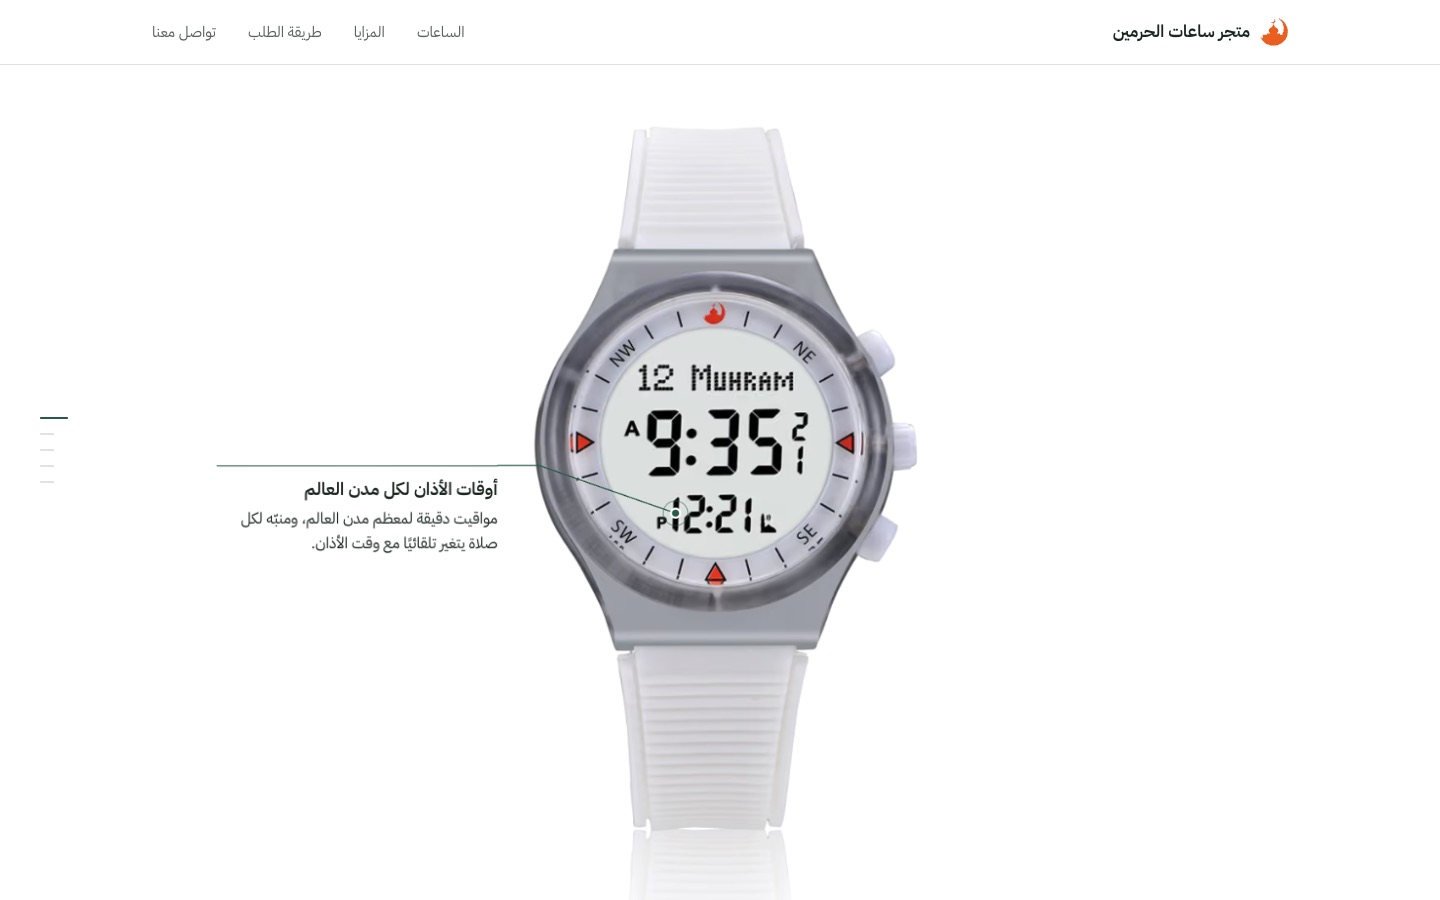 متجر ساعات الحرمين
الساعات
المزايا
طريقة الطلب
تواصل معنا
NW
NE
12 MUHRAM
A 9:35 21
P 12:21
SW
SE
أوقات الأذان لكل مدن العالم
مواقيت دقيقة لمعظم مدن العالم، ومنبّه لكل
صلاة يتغير تلقائيًا مع وقت الأذان.